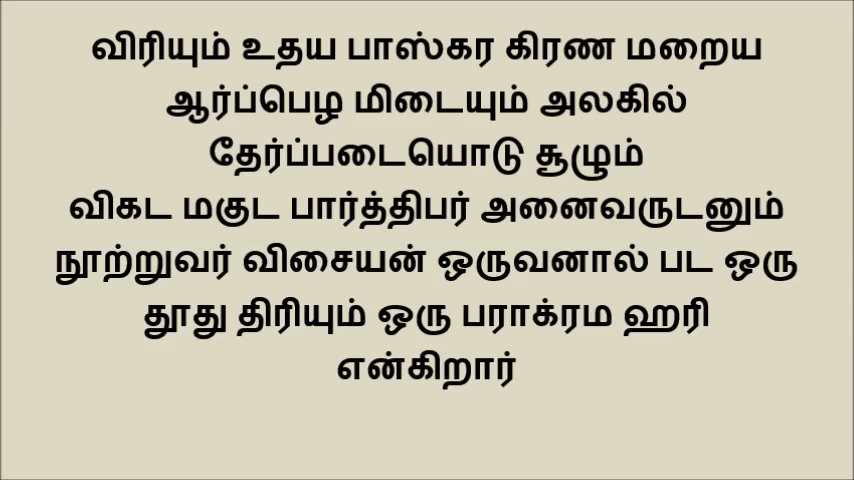 விரியும் உதய பாஸ்கர கிரண மறைய
ஆர்ப்பெழ மிடையும் அலகில்
தேர்ப்படையொடு சூழும்
விகட மகுட பார்த்திபர் அனைவருடனும்
நூற்றுவர் விசையன் ஒருவனால் பட ஒரு
தூது திரியும் ஒரு பராக்ரம ஹரி
என்கிறார்